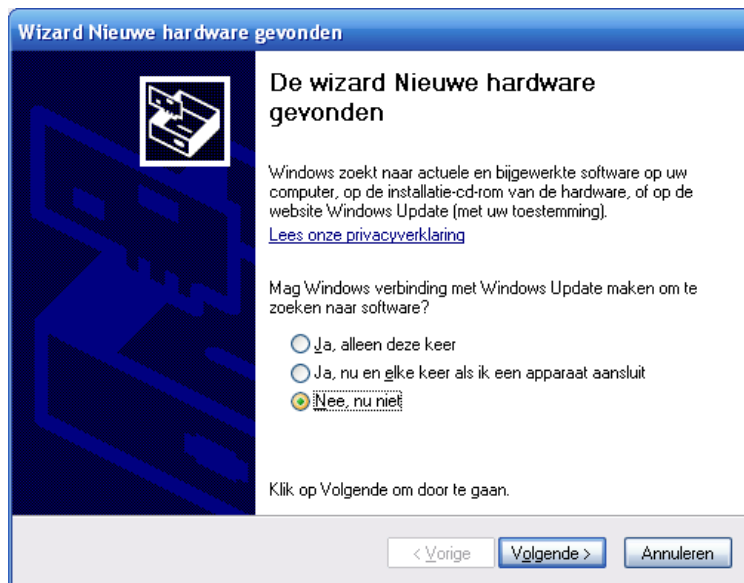 Wizard Nieuwe hardware gevonden
De wizard Nieuwe hardware
gevonden
Windows zoekt naar actuele en bijgewerkte software op uw
computer, op de installatie-cd-rom van de hardware, of op de
website Windows Update (met uw toestemming).
Lees onze privacyverklaring
Mag Windows verbinding met Windows Update maken om te
zoeken naar software?
Ja, alleen deze keer
Ja, nu en elke keer als ik een apparaat aansluit
Nee, nu niet
Klik op Volgende om door te gaan.
< Vorige Volgende > Annuleren